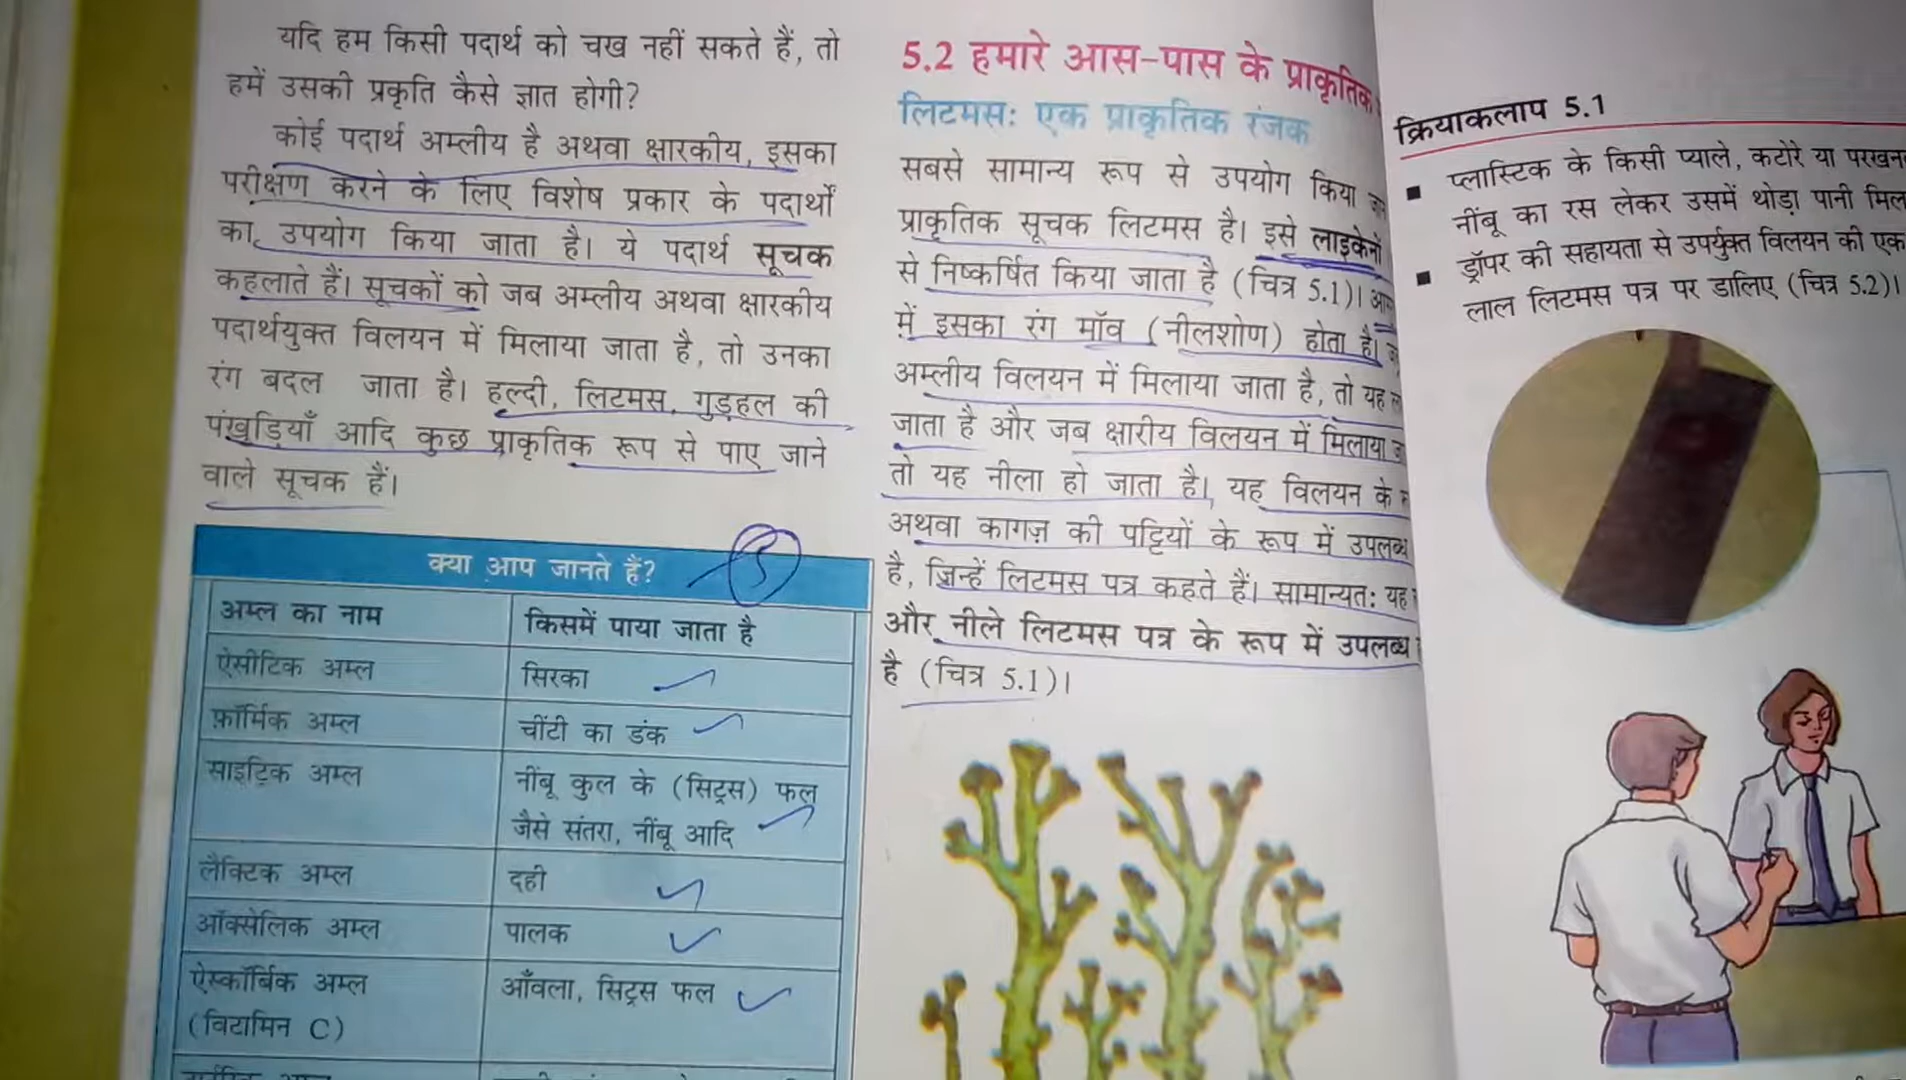 यदि हम किसी पदार्थ को चख नहीं सकते हैं, तो
हमें उसकी प्रकृति कैसे ज्ञात होगी?
कोई पदार्थ अम्लीय है अथवा क्षारकीय, इसका
परीक्षण करने के लिए विशेष प्रकार के पदार्थों
का उपयोग किया जाता है। ये पदार्थ सूचक
कहलाते हैं। सूचकों को जब अम्लीय अथवा क्षारकीय
पदार्थयुक्त विलयन में मिलाया जाता है, तो उनका
रंग बदल जाता है। हल्दी, लिटमस, गुड़हल की
पंखुड़ियाँ आदि कुछ प्राकृतिक रूप से पाए जाने
वाले सूचक हैं।
क्या आप जानते हैं?
अम्ल का नाम किसमें पाया जाता है
ऐसीटिक अम्ल सिरका
फ़ॉर्मिक अम्ल चींटी का डंक
साइट्रिक अम्ल नींबू कुल के (सिट्रस) फल
जैसे संतरा, नींबू आदि
लैक्टिक अम्ल दही
ऑक्सेलिक अम्ल पालक
ऐस्कॉर्बिक अम्ल आँवला, सिट्रस फल
(विटामिन C)
5.2 हमारे आस-पास के प्राकृतिक
लिटमस: एक प्राकृतिक रंजक
सबसे सामान्य रूप से उपयोग किया
प्राकृतिक सूचक लिटमस है। इसे लाइकेनों
से निष्कर्षित किया जाता है (चित्र 5.1)।
में इसका रंग मॉव (नीलशोण) होता है।
अम्लीय विलयन में मिलाया जाता है, तो यह
जाता है और जब क्षारीय विलयन में मिलाया
तो यह नीला हो जाता है। यह विलयन के
अथवा कागज़ की पट्टियों के रूप में उपलब्ध
है, जिन्हें लिटमस पत्र कहते हैं। सामान्यत: यह
और नीले लिटमस पत्र के रूप में उपलब्ध
है (चित्र 5.1)।
क्रियाकलाप 5.1
■ प्लास्टिक के किसी प्याले, कटोरे या
नींबू का रस लेकर उसमें थोड़ा पानी
■ ड्रॉपर की सहायता से उपर्युक्त विलयन की एक
लाल लिटमस पत्र पर डालिए (चित्र 5.2)।